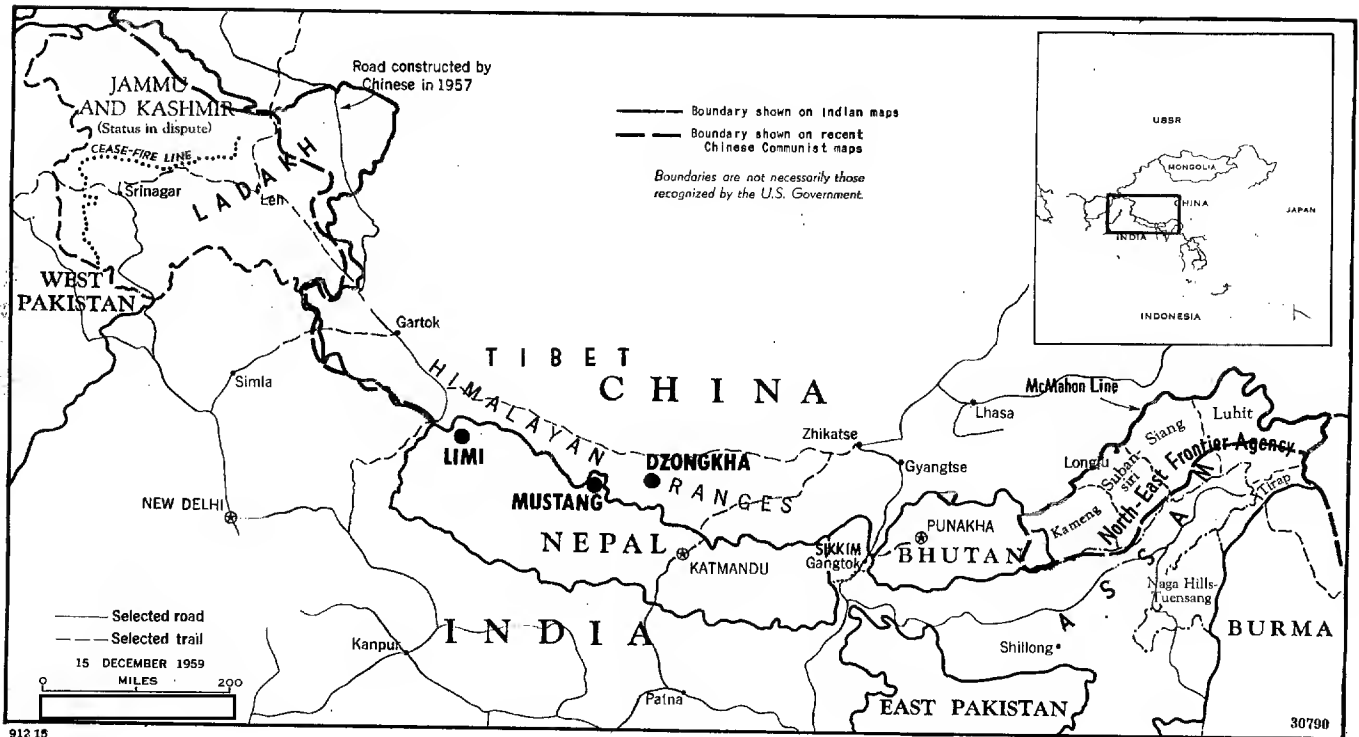 Road constructed by
Chinese in 1957
JAMMU
AND KASHMIR
(Status in dispute)
CEASE-FIRE LINE
Srinagar
LADAKH
Leh
WEST
PAKISTAN
Boundary shown on Indian maps
Boundary shown on recent
Chinese Communist maps
Boundaries are not necessarily those
recognized by the U.S. Government.
USSR
MONGOLIA
CHINA
JAPAN
INDIA
INDONESIA
Gartok
Simla
TIBET
CHINA
HIMALAYAN
RANGES
McMahon Line
Lhasa
Luhit
Siang
Zhikatse
Longju
Suban-
siri
North-East Frontier Agency
Gyangtse
LIMI
DZONGKHA
MUSTANG
Tirap
NEW DELHI
PUNAKHA
Kameng
NEPAL
SIKKIM
BHUTAN
KATMANDU
Gangtok
ASSAM
Naga Hills-
Tuensang
Selected road
Selected trail
INDIA
BURMA
Kanpur
Shillong
15 DECEMBER 1959
MILES
0 200
Patna
EAST PAKISTAN
30790
912 15